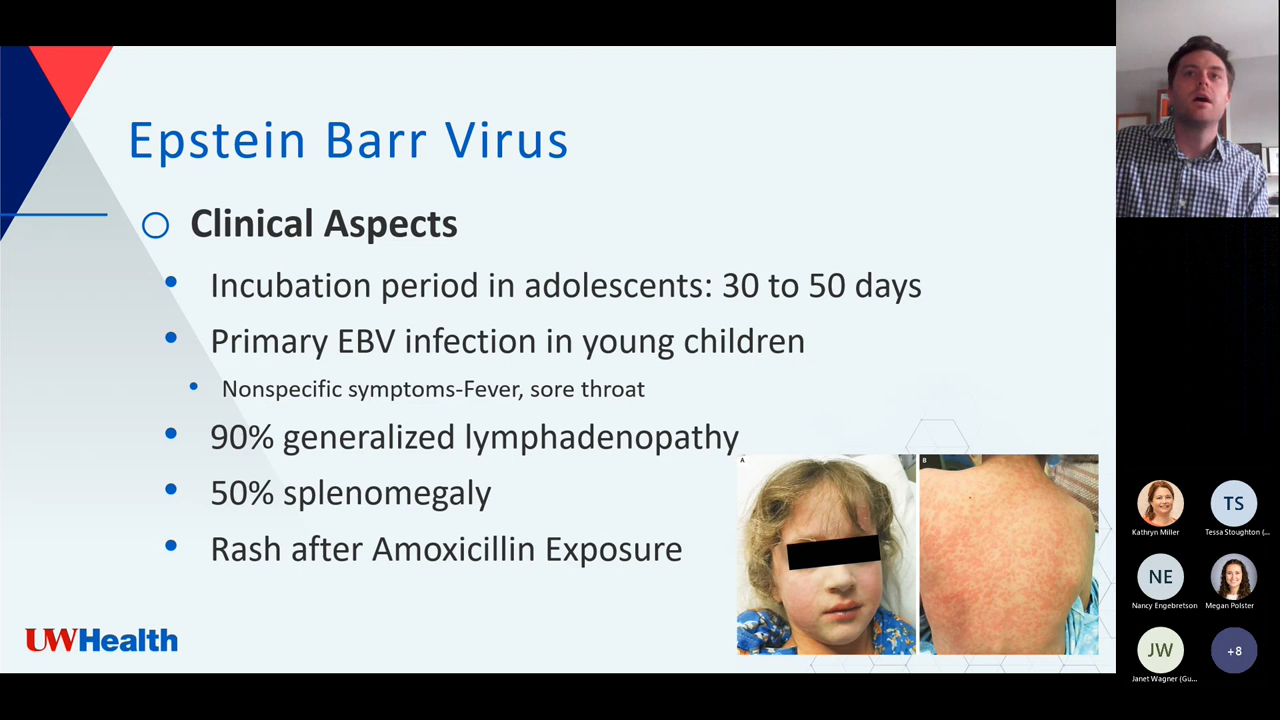 Epstein Barr Virus
Clinical Aspects
Incubation period in adolescents: 30 to 50 days
Primary EBV infection in young children
Nonspecific symptoms-Fever, sore throat
90% generalized lymphadenopathy
50% splenomegaly
Rash after Amoxicillin Exposure
A
B
UWHealth
Kathryn Miller
TS
Tessa Stoughton (...
NE
Nancy Engebretson
Megan Polster
JW
Janet Wagner (Gu...
+8